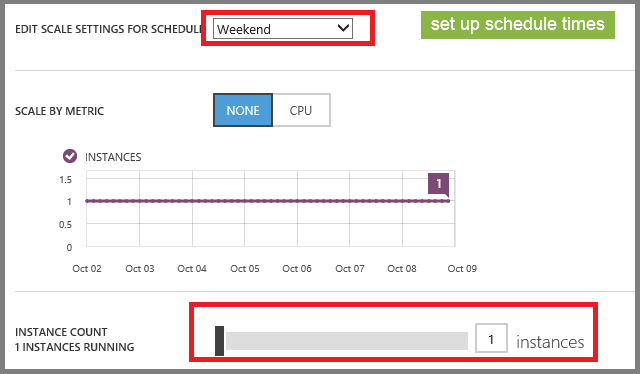 EDIT SCALE SETTINGS FOR SCHEDULE Weekend set up schedule times
SCALE BY METRIC NONE CPU
INSTANCES
1.5
1
1
0.5
0
Oct 02 Oct 03 Oct 04 Oct 05 Oct 06 Oct 07 Oct 08 Oct 09
INSTANCE COUNT
1 INSTANCES RUNNING
1 instances